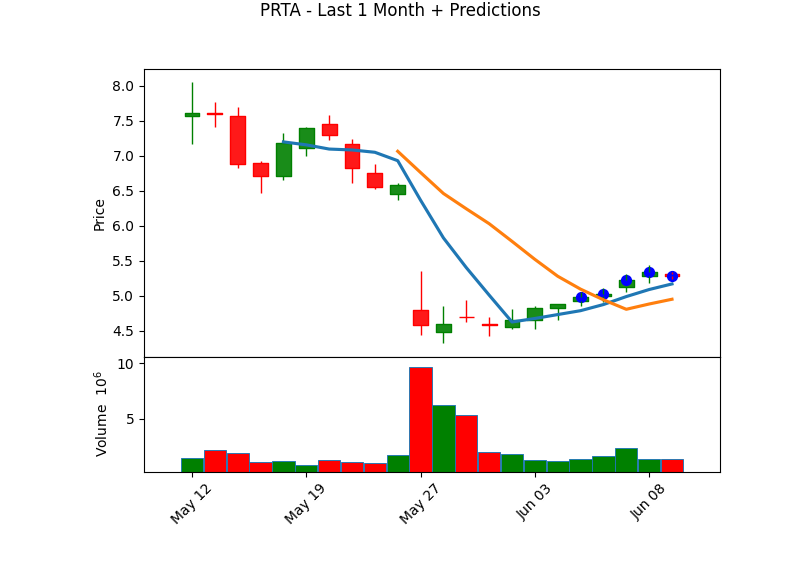 PRTA - Last 1 Month + Predictions
8.0
7.5
7.0
6.5
6.0
5.5
5.0
4.5
Price
10
5
Volume 10^6
May 12
May 19
May 27
Jun 03
Jun 08